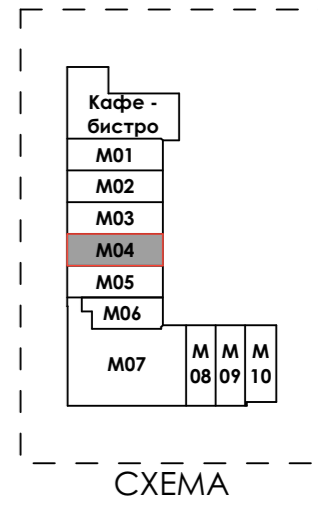 Кафе -
бистро
М01
М02
М03
М04
М05
М06
М07
М
08
М
09
М
10
СХЕМА